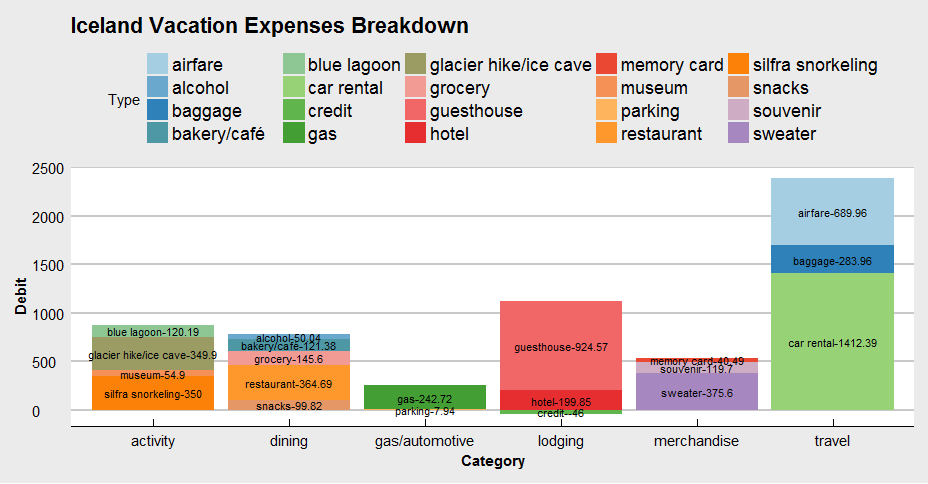 Iceland Vacation Expenses Breakdown
Type
airfare blue lagoon glacier hike/ice cave memory card silfra snorkeling
alcohol car rental grocery museum snacks
baggage credit guesthouse parking souvenir
bakery/café gas hotel restaurant sweater
2500
2000
1500
1000
500
0
Debit
blue lagoon-120.19
glacier hike/ice cave-349.9
museum-54.9
silfra snorkeling-350
alcohol-50.04
bakery/café-121.38
grocery-145.6
restaurant-364.69
snacks-99.82
gas-242.72
parking-7.94
guesthouse-924.57
hotel-199.85
credit--46
memory card-40.49
souvenir-119.7
sweater-375.6
airfare-689.96
baggage-283.96
car rental-1412.39
activity dining gas/automotive lodging merchandise travel
Category